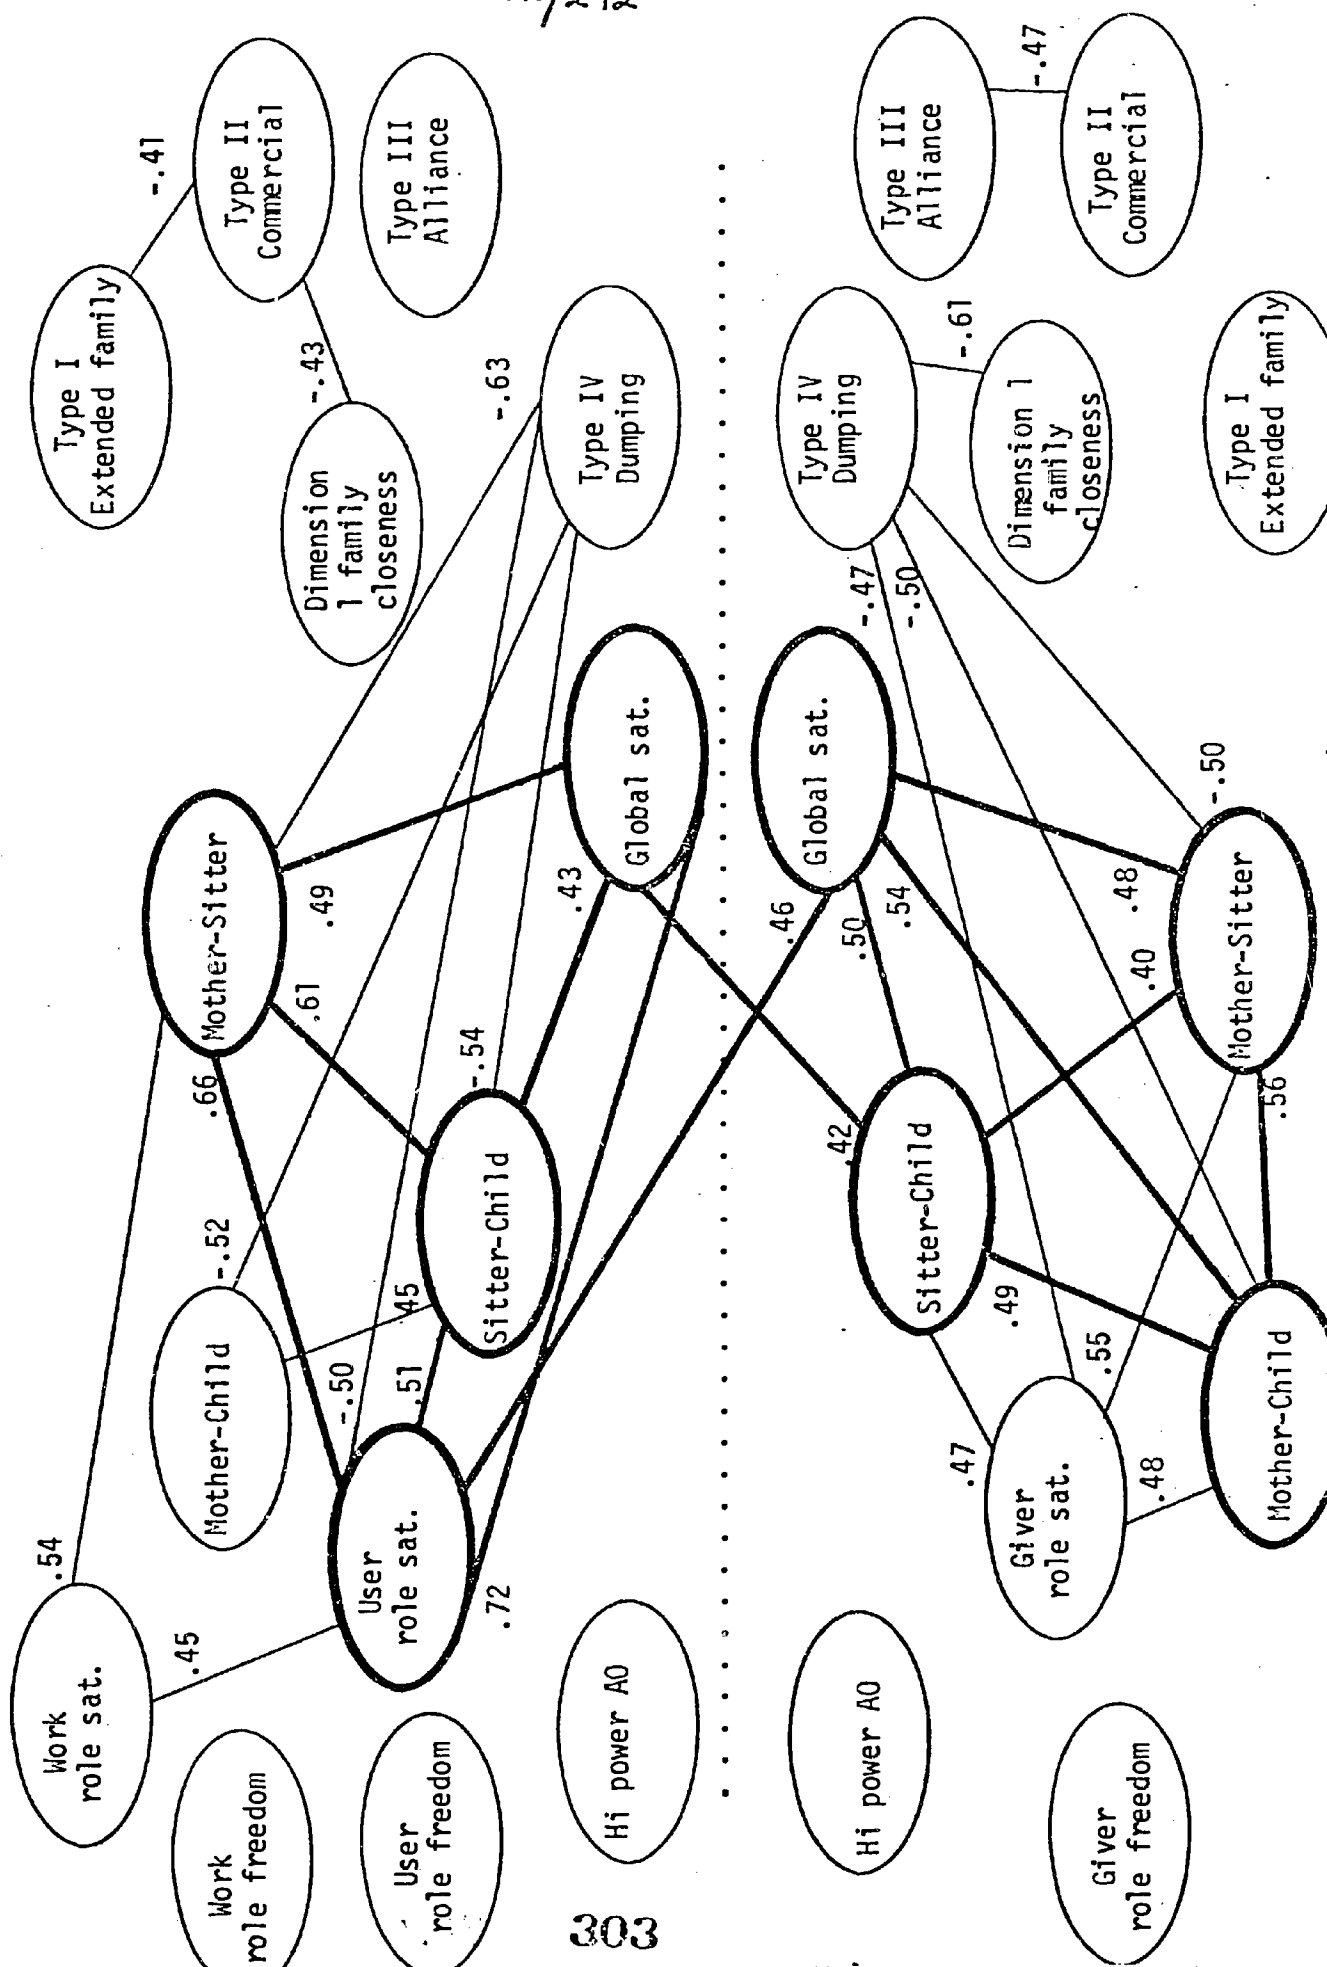 Work
role sat.
.54
Work
role freedom
.45
User
role freedom
User
role sat.
.72
Hi power AO
Mother-Child
-.52
-.50
.51
.45
Sitter-Child
-.54
Mother-Sitter
.66
.61
.49
.43
Global sat.
Type I
Extended family
-.41
Type II
Commercial
-.43
Dimension
1 family
closeness
Type III
Alliance
-.63
Type IV
Dumping
Hi power AO
Giver
role freedom
Giver
role sat.
.47
.48
.55
Mother-Child
.56
Sitter-Child
.42
.49
Global sat.
.46
.50
.54
Mother-Sitter
.40
.48
-.50
-.47
-.50
Type IV
Dumping
-.61
Dimension 1
family
closeness
Type I
Extended family
Type III
Alliance
-.47
Type II
Commercial
303